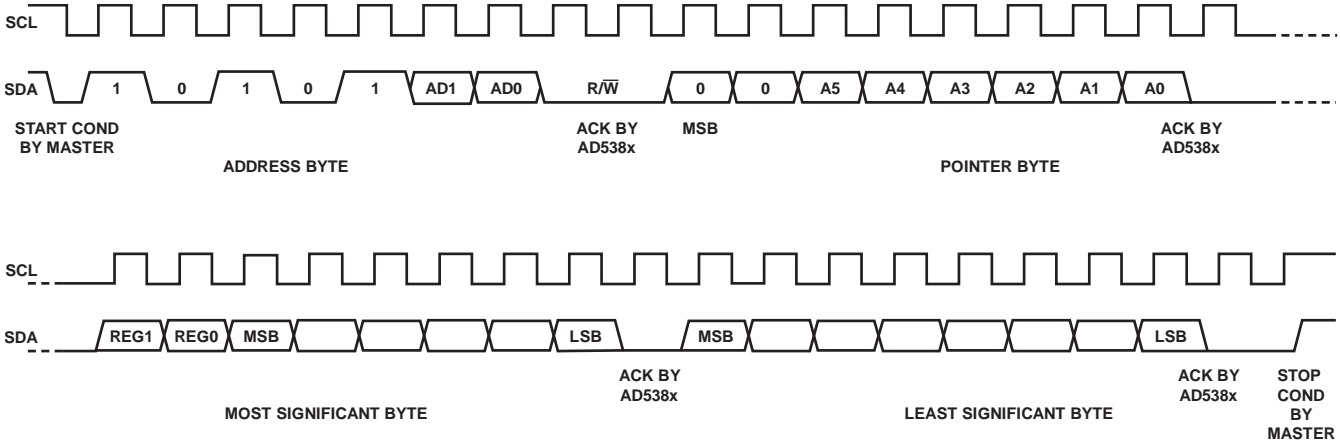 SCL
SDA 1 0 1 0 1 AD1 AD0 R/W̅ 0 0 A5 A4 A3 A2 A1 A0
START COND ACK BY MSB ACK BY
BY MASTER AD538x AD538x
ADDRESS BYTE POINTER BYTE
SCL
SDA REG1 REG0 MSB LSB MSB LSB
ACK BY ACK BY STOP
AD538x AD538x COND
MOST SIGNIFICANT BYTE LEAST SIGNIFICANT BYTE BY
MASTER